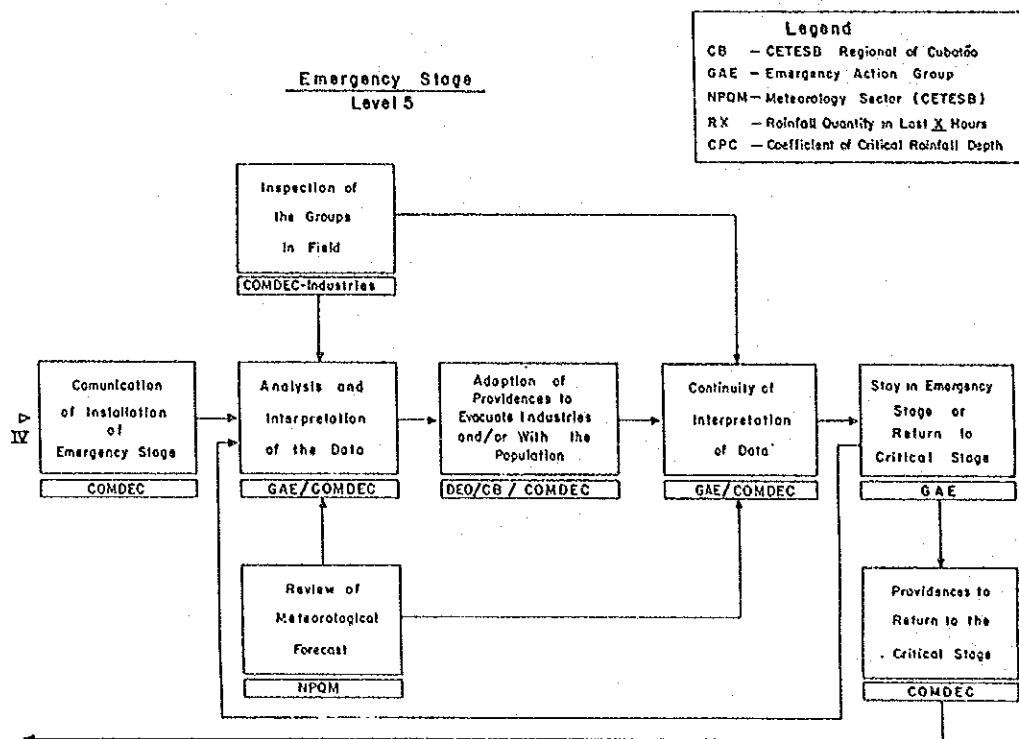 Legend
CB – CETESB Regional of Cubatão
GAE – Emergency Action Group
NPQM – Meteorology Sector (CETESB)
RX – Rainfall Quantity in Last X Hours
CPC – Coefficient of Critical Rainfall Depth
Emergency Stage
Level 5
Inspection of
the Groups
In Field
COMDEC-Industries
IV
Comunication
of Installation
of
Emergency Stage
COMDEC
Analysis and
Interpretation
of the Data
GAE/COMDEC
Adoption of
Providences to
Evacuate Industries
and/or With the
Population
DEO/CB / COMDEC
Continuity of
Interpretation
of Data
GAE/COMDEC
Stay in Emergency
Stage or
Return to
Critical Stage
GAE
Review of
Meteorological
Forecast
NPQM
Providences to
Return to the
Critical Stage
COMDEC